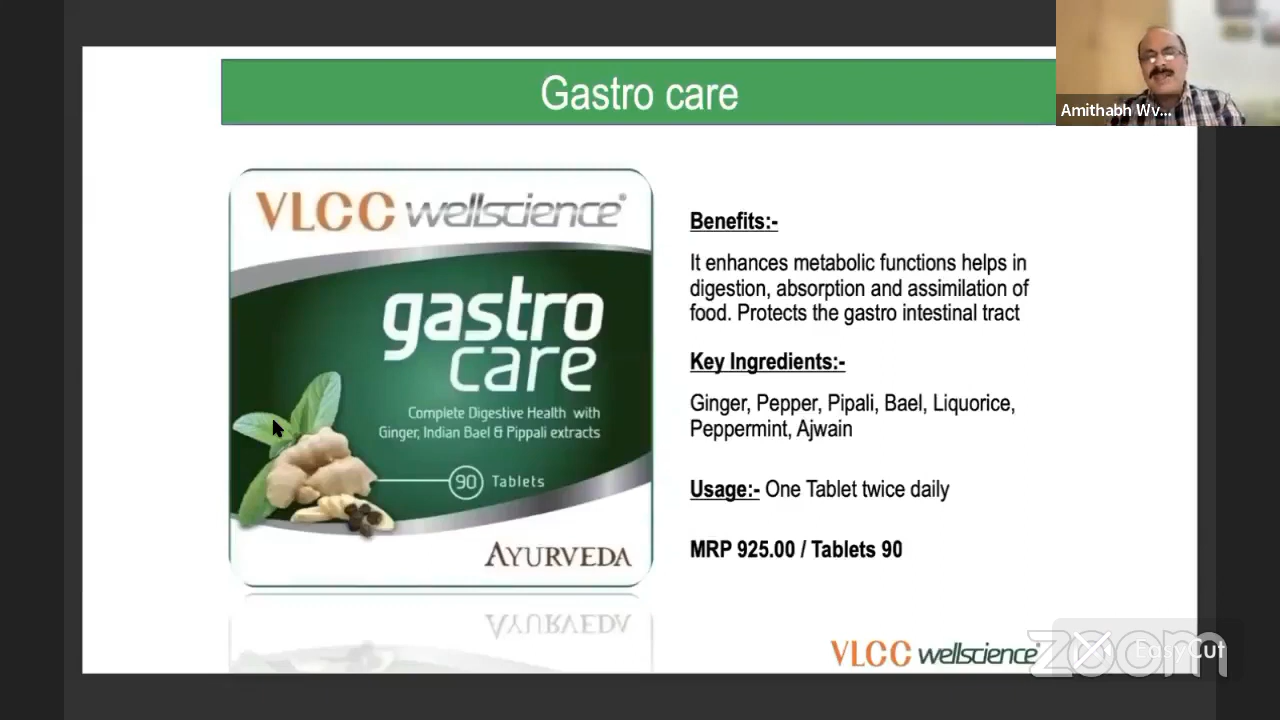 Gastro care
Amithabh Wv...
VLCC wellscience®
gastro
care
Complete Digestive Health with
Ginger, Indian Bael & Pippali extracts
90 Tablets
AYURVEDA
Benefits:-
It enhances metabolic functions helps in
digestion, absorption and assimilation of
food. Protects the gastro intestinal tract
Key Ingredients:-
Ginger, Pepper, Pipali, Bael, Liquorice,
Peppermint, Ajwain
Usage:- One Tablet twice daily
MRP 925.00 / Tablets 90
VLCC wellscience
zoom
EasyCut